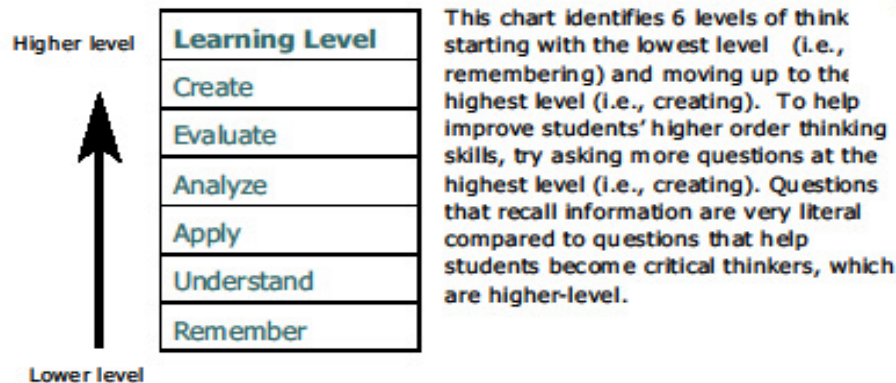 Higher level
Learning Level
Create
Evaluate
Analyze
Apply
Understand
Remember
Lower level
This chart identifies 6 levels of think
starting with the lowest level (i.e.,
remembering) and moving up to the
highest level (i.e., creating). To help
improve students' higher order thinking
skills, try asking more questions at the
highest level (i.e., creating). Questions
that recall information are very literal
compared to questions that help
students become critical thinkers, which
are higher-level.